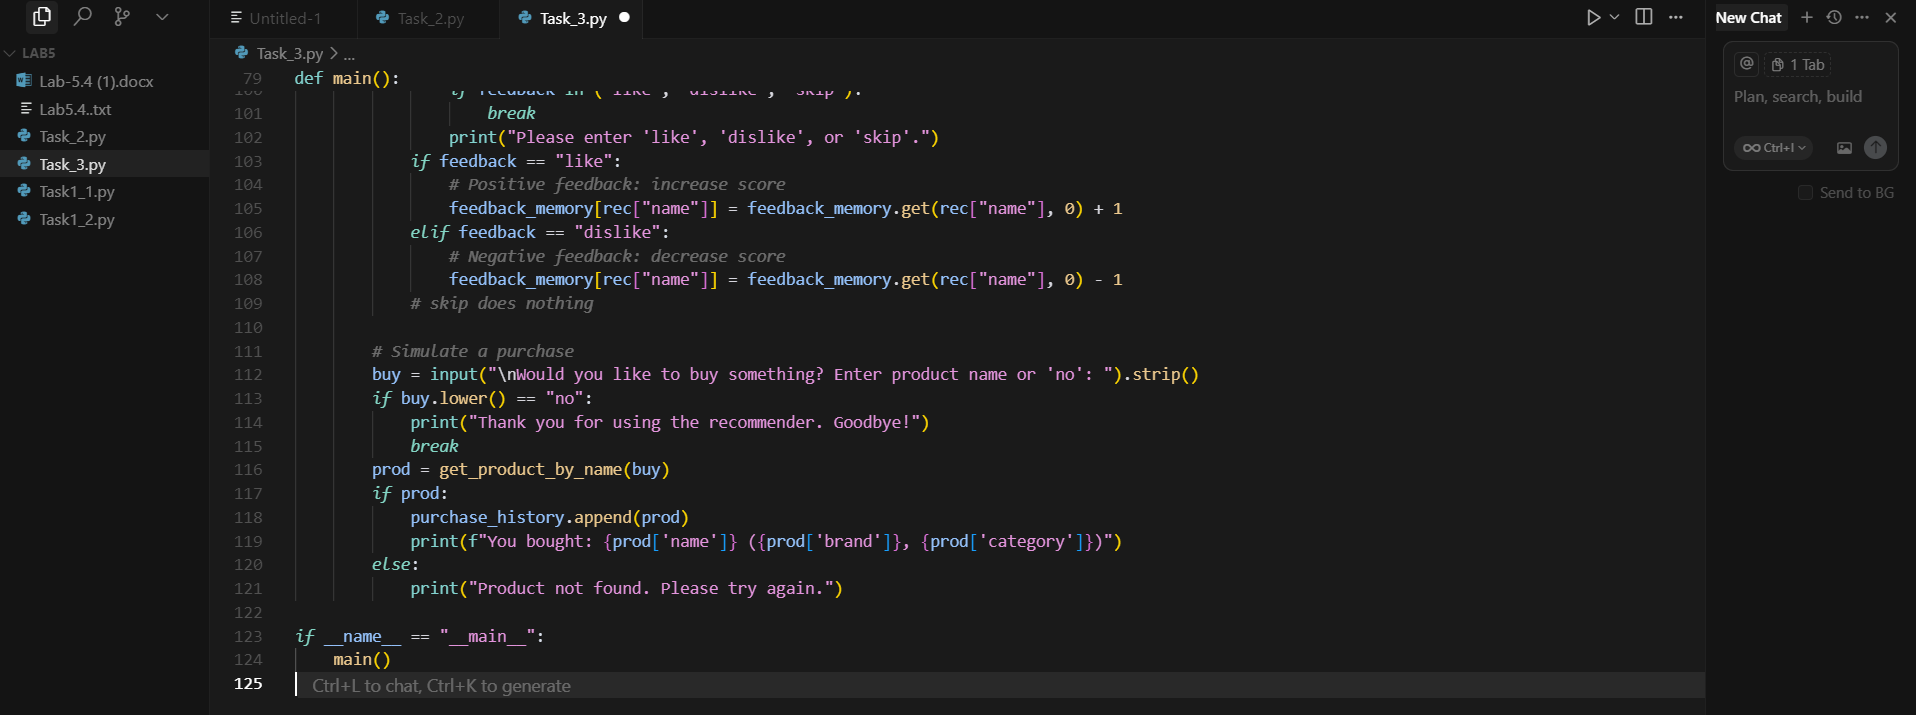 Untitled-1
Task_2.py
Task_3.py
New Chat
LAB5
Lab-5.4 (1).docx
Lab5.4..txt
Task_2.py
Task_3.py
Task1_1.py
Task1_2.py
Task_3.py > ...
79 def main():
100 if feedback in ("like", "dislike", "skip"):
101 break
102 print("Please enter 'like', 'dislike', or 'skip'.")
103 if feedback == "like":
104 # Positive feedback: increase score
105 feedback_memory[rec["name"]] = feedback_memory.get(rec["name"], 0) + 1
106 elif feedback == "dislike":
107 # Negative feedback: decrease score
108 feedback_memory[rec["name"]] = feedback_memory.get(rec["name"], 0) - 1
109 # skip does nothing
110
111 # Simulate a purchase
112 buy = input("\nWould you like to buy something? Enter product name or 'no': ").strip()
113 if buy.lower() == "no":
114 print("Thank you for using the recommender. Goodbye!")
115 break
116 prod = get_product_by_name(buy)
117 if prod:
118 purchase_history.append(prod)
119 print(f"You bought: {prod['name']} ({prod['brand']}, {prod['category']})")
120 else:
121 print("Product not found. Please try again.")
122
123 if __name__ == "__main__":
124 main()
125 Ctrl+L to chat, Ctrl+K to generate
@ 1 Tab
Plan, search, build
∞ Ctrl+I
Send to BG